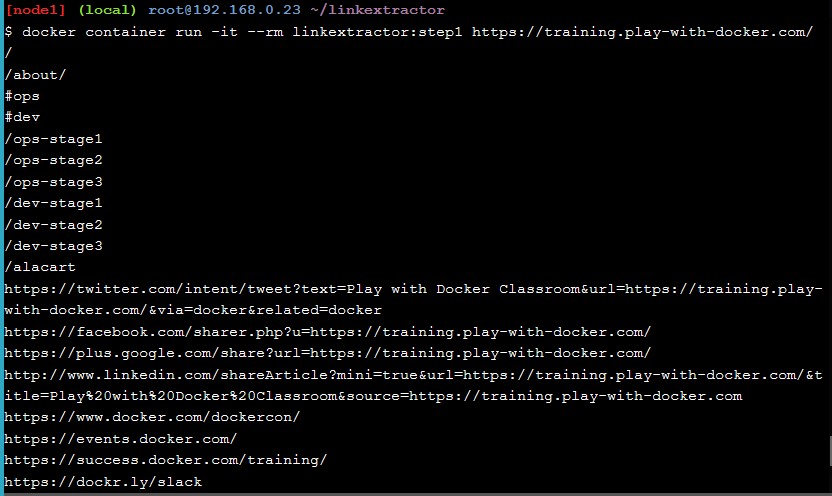 [node1] (local) root@192.168.0.23 ~/linkextractor
$ docker container run -it --rm linkextractor:step1 https://training.play-with-docker.com/
/
/about/
#ops
#dev
/ops-stage1
/ops-stage2
/ops-stage3
/dev-stage1
/dev-stage2
/dev-stage3
/alacart
https://twitter.com/intent/tweet?text=Play with Docker Classroom&url=https://training.play-
with-docker.com/&via=docker&related=docker
https://facebook.com/sharer.php?u=https://training.play-with-docker.com/
https://plus.google.com/share?url=https://training.play-with-docker.com/
http://www.linkedin.com/shareArticle?mini=true&url=https://training.play-with-docker.com/&t
itle=Play%20with%20Docker%20Classroom&source=https://training.play-with-docker.com
https://www.docker.com/dockercon/
https://events.docker.com/
https://success.docker.com/training/
https://dockr.ly/slack